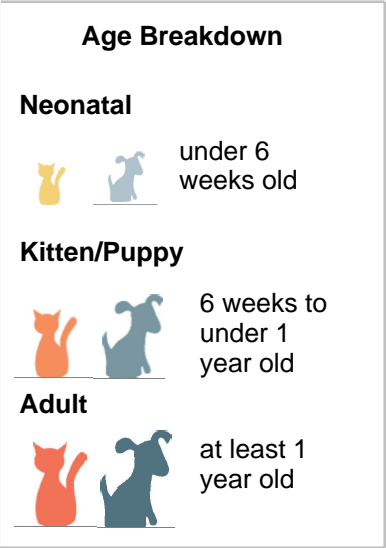 Age Breakdown
Neonatal
under 6
weeks old
Kitten/Puppy
6 weeks to
under 1
year old
Adult
at least 1
year old